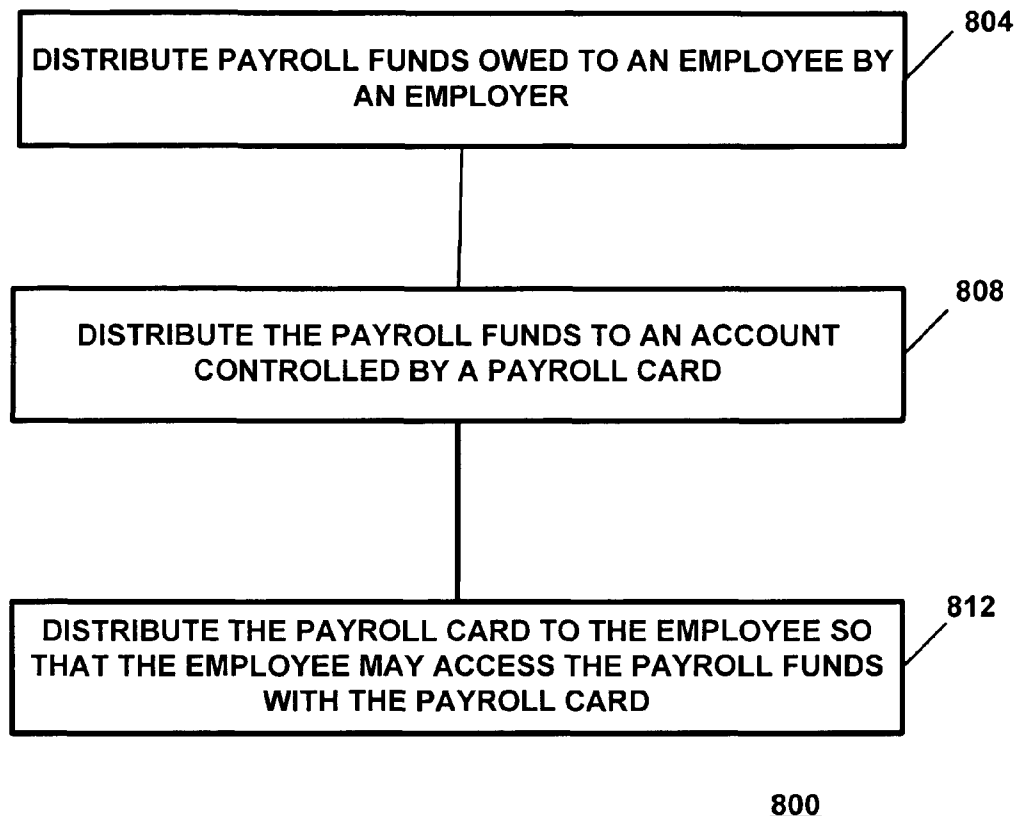 804
DISTRIBUTE PAYROLL FUNDS OWED TO AN EMPLOYEE BY
AN EMPLOYER
808
DISTRIBUTE THE PAYROLL FUNDS TO AN ACCOUNT
CONTROLLED BY A PAYROLL CARD
812
DISTRIBUTE THE PAYROLL CARD TO THE EMPLOYEE SO
THAT THE EMPLOYEE MAY ACCESS THE PAYROLL FUNDS
WITH THE PAYROLL CARD
800